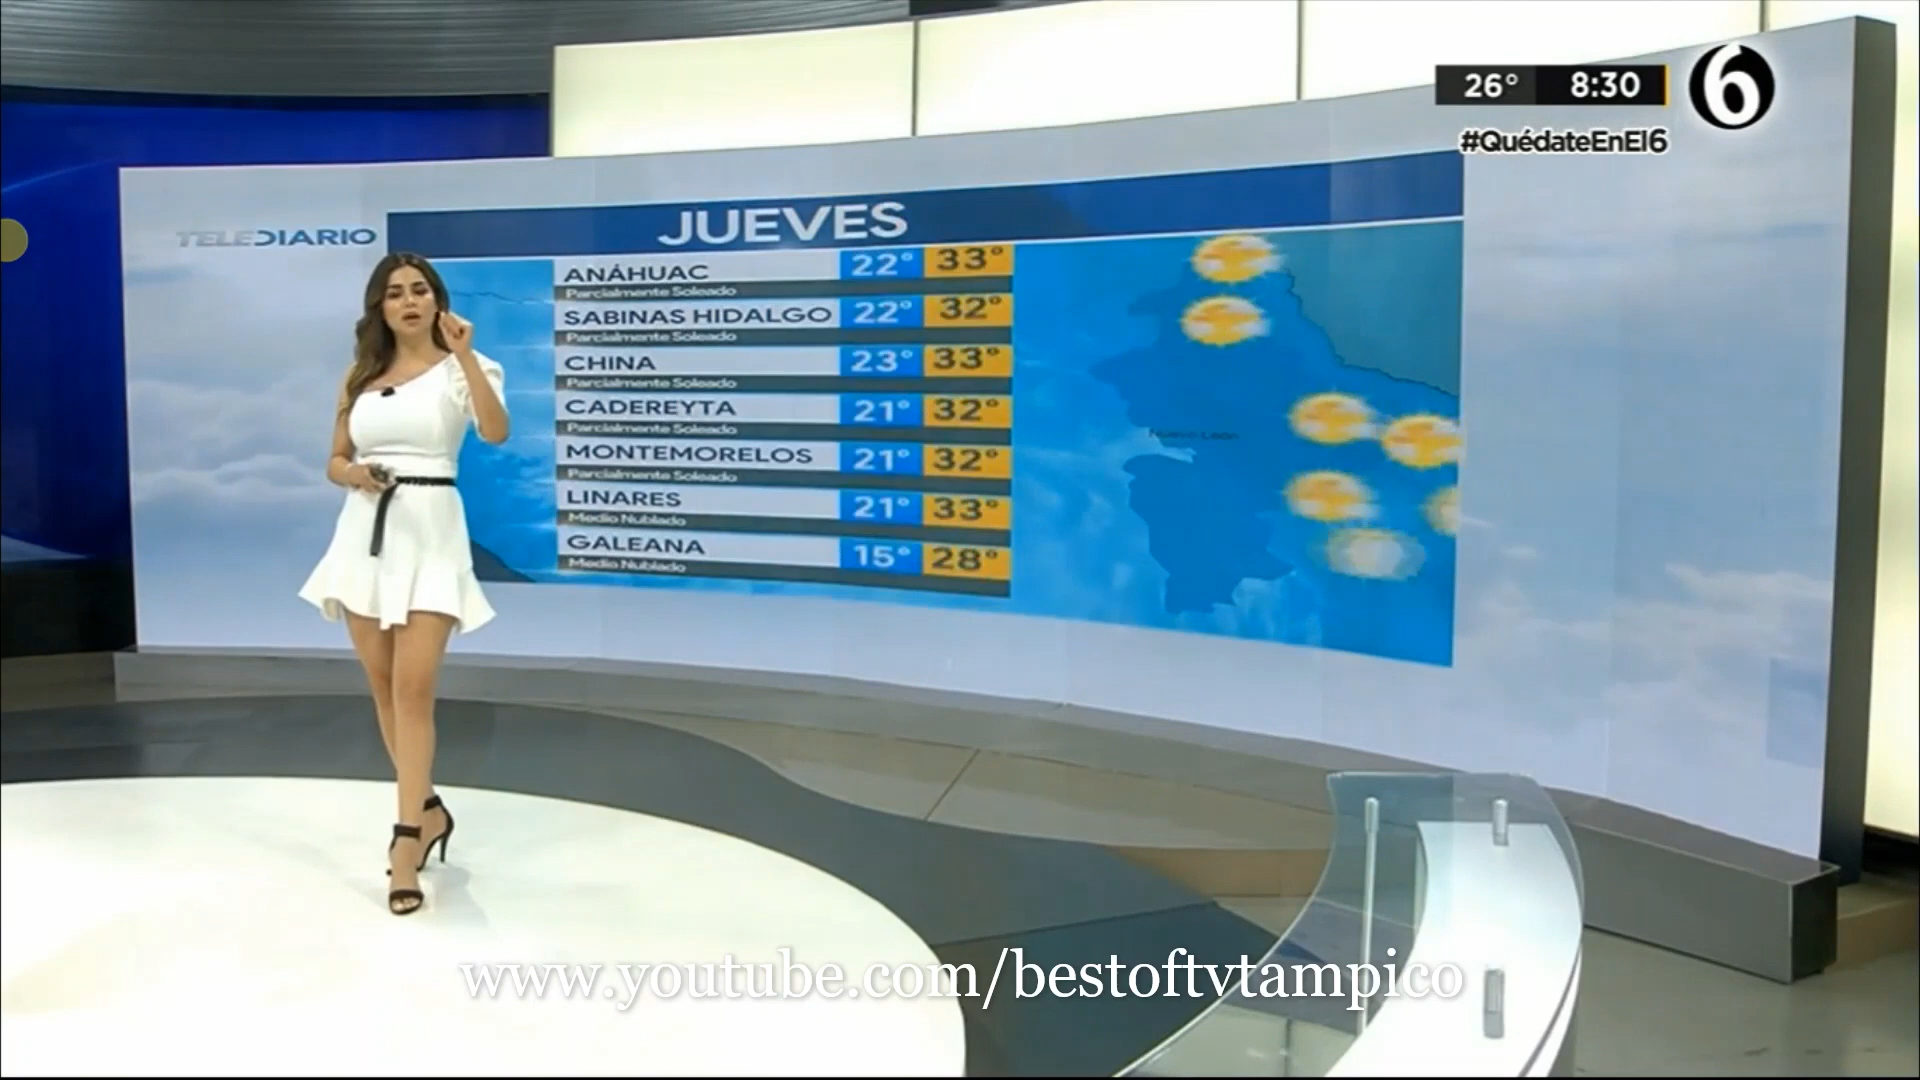 26° 8:30 6
#QuédateEnEl6
TELEDIARIO
JUEVES
ANÁHUAC 22° 33°
Parcialmente Soleado
SABINAS HIDALGO 22° 32°
Parcialmente Soleado
CHINA 23° 33°
Parcialmente Soleado
CADEREYTA 21° 32°
Parcialmente Soleado
MONTEMORELOS 21° 32°
Parcialmente Soleado
LINARES 21° 33°
Medio Nublado
GALEANA 15° 28°
Medio Nublado
Nuevo León
www.youtube.com/bestoftvtampico